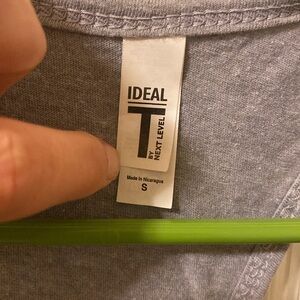 IDEAL
T
BY
NEXT LEVEL
Made in Nicaragua
S